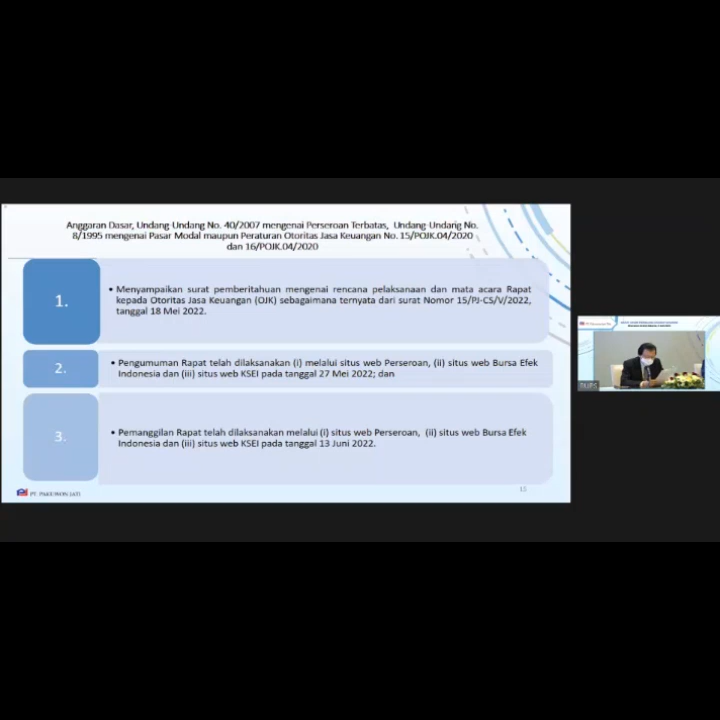 Anggaran Dasar, Undang-Undang No. 40/2007 mengenai Perseroan Terbatas, Undang-Undang No.
8/1995 mengenai Pasar Modal maupun Peraturan Otoritas Jasa Keuangan No. 15/POJK.04/2020
dan 16/POJK.04/2020
1.
• Menyampaikan surat pemberitahuan mengenai rencana pelaksanaan dan mata acara Rapat
kepada Otoritas Jasa Keuangan (OJK) sebagaimana ternyata dari surat Nomor 15/PJ-CS/V/2022,
tanggal 18 Mei 2022.
2.
• Pengumuman Rapat telah dilaksanakan (i) melalui situs web Perseroan, (ii) situs web Bursa Efek
Indonesia dan (iii) situs web KSEI pada tanggal 27 Mei 2022; dan
3.
• Pemanggilan Rapat telah dilaksanakan melalui (i) situs web Perseroan, (ii) situs web Bursa Efek
Indonesia dan (iii) situs web KSEI pada tanggal 13 Juni 2022.
PT. PAKUWON JATI